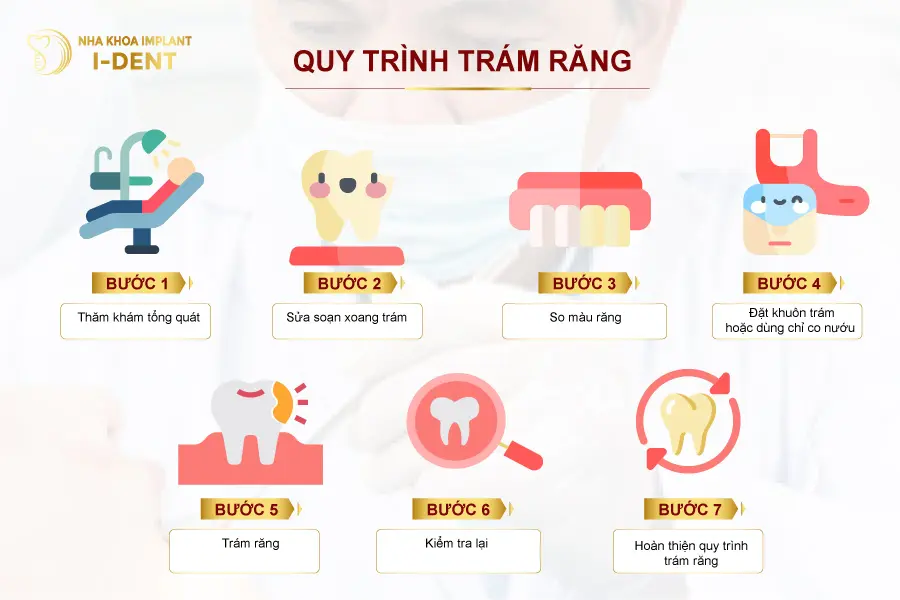 NHA KHOA IMPLANT
I-DENT
QUY TRÌNH TRÁM RĂNG
BƯỚC 1
Thăm khám tổng quát
BƯỚC 2
Sửa soạn xoang trám
BƯỚC 3
So màu răng
BƯỚC 4
Đặt khuôn trám
hoặc dùng chỉ co nướu
BƯỚC 5
Trám răng
BƯỚC 6
Kiểm tra lại
BƯỚC 7
Hoàn thiện quy trình
trám răng